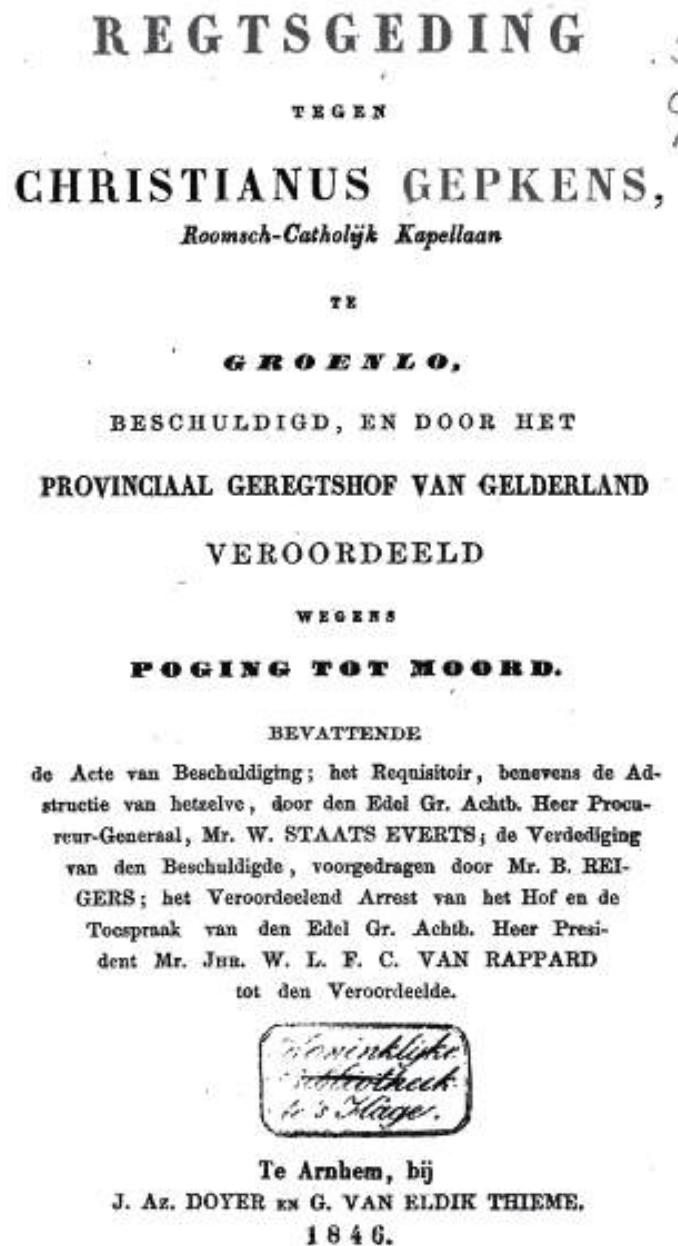 REGTSGEDING
TEGEN
CHRISTIANUS GEPKENS,
Roomsch-Catholijk Kapellaan
TE
GROENLO,
BESCHULDIGD, EN DOOR HET
PROVINCIAAL GEREGTSHOF VAN GELDERLAND
VEROORDEELD
WEGENS
POGING TOT MOORD.
BEVATTENDE
de Acte van Beschuldiging; het Requisitoir, benevens de Ad-
structie van hetzelve, door den Edel Gr. Achtb. Heer Procu-
reur-Generaal, Mr. W. STAATS EVERTS; de Verdediging
van den Beschuldigde, voorgedragen door Mr. B. REI-
GERS; het Veroordeelend Arrest van het Hof en de
Toespraak van den Edel Gr. Achtb. Heer Presi-
dent Mr. JHR. W. L. F. C. VAN RAPPARD
tot den Veroordeelde.
Koninklijke
Bibliotheek
te 's Hage.
Te Arnhem, bij
J. Az. DOYER EN G. VAN ELDIK THIEME.
1846.